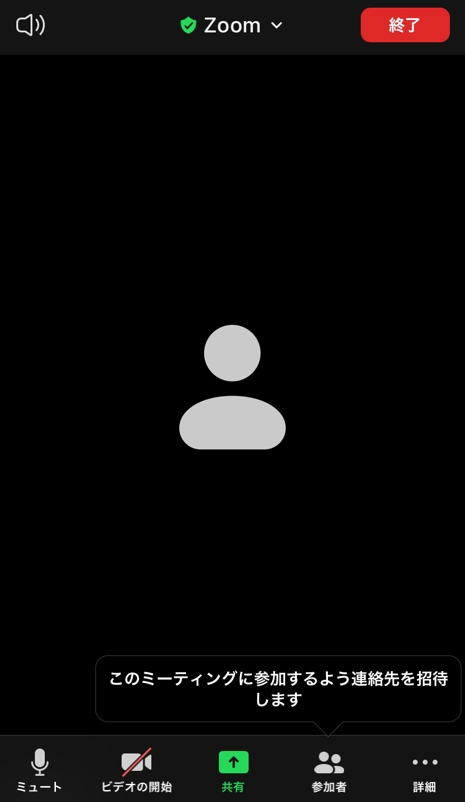 Zoom
終了
このミーティングに参加するよう連絡先を招待
します
ミュート
ビデオの開始
共有
参加者
詳細